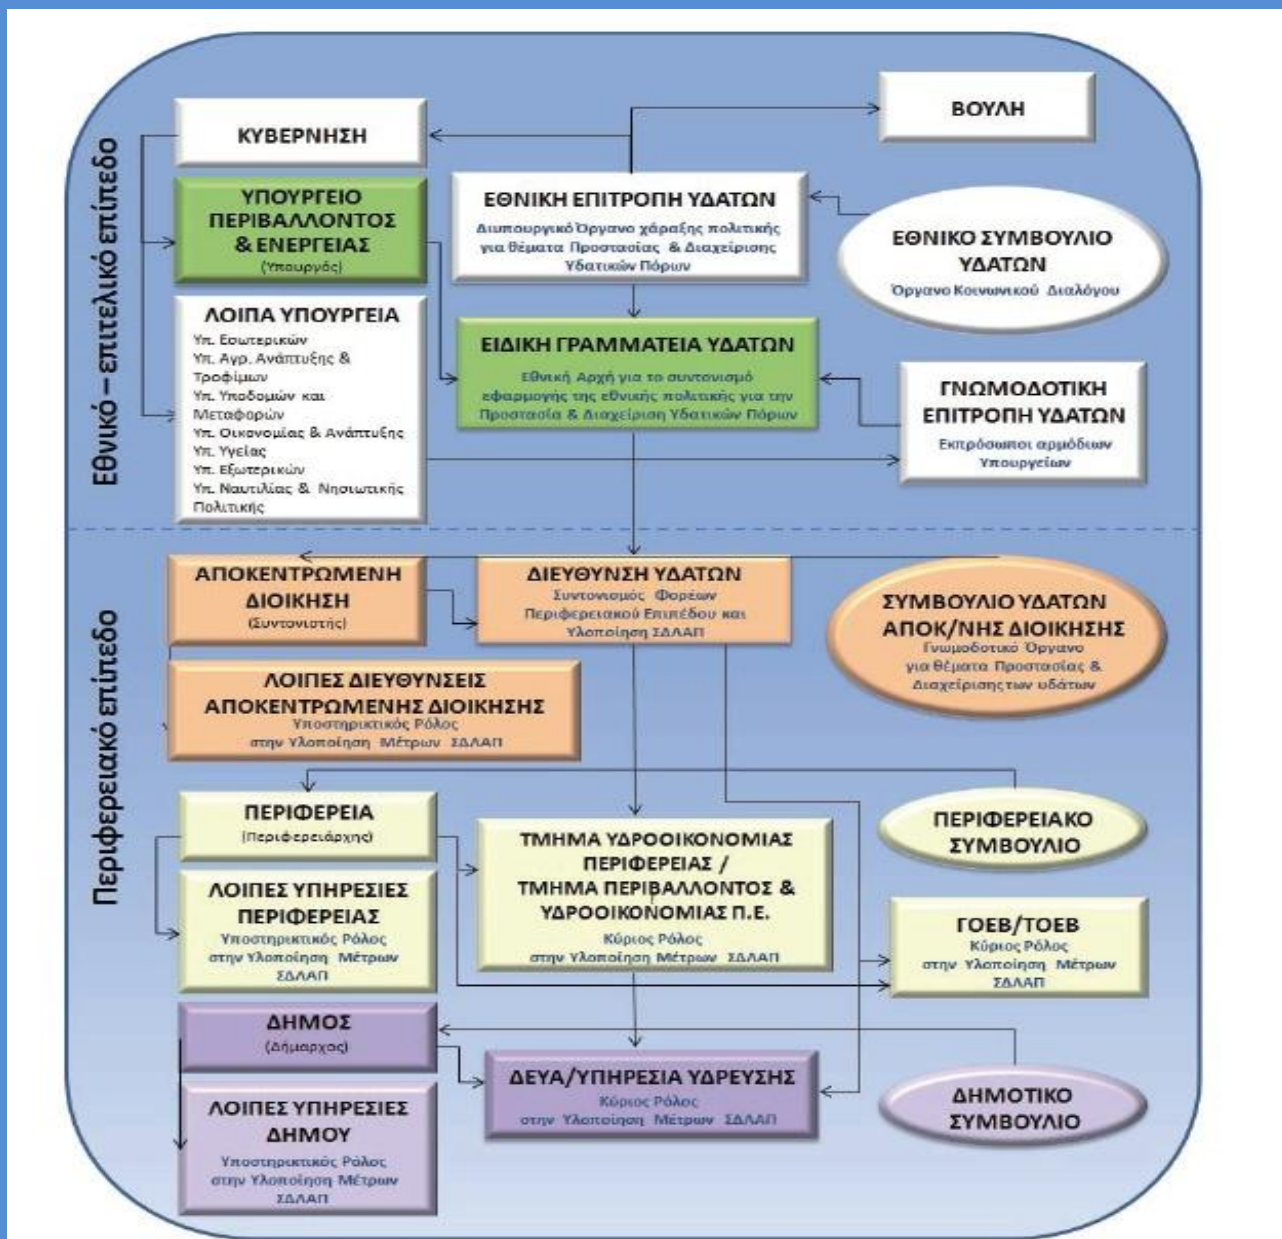 Εθνικό – επιτελικό επίπεδο
ΚΥΒΕΡΝΗΣΗ
ΒΟΥΛΗ
ΥΠΟΥΡΓΕΙΟ
ΠΕΡΙΒΑΛΛΟΝΤΟΣ
& ΕΝΕΡΓΕΙΑΣ
(Υπουργός)
ΕΘΝΙΚΗ ΕΠΙΤΡΟΠΗ ΥΔΑΤΩΝ
Διυπουργικό Όργανο χάραξης πολιτικής
για θέματα Προστασίας & Διαχείρισης
Υδατικών Πόρων
ΕΘΝΙΚΟ ΣΥΜΒΟΥΛΙΟ
ΥΔΑΤΩΝ
Όργανο Κοινωνικού Διαλόγου
ΛΟΙΠΑ ΥΠΟΥΡΓΕΙΑ
Υπ. Εσωτερικών
Υπ. Αγρ. Ανάπτυξης &
Τροφίμων
Υπ. Υποδομών και
Μεταφορών
Υπ. Οικονομίας & Ανάπτυξης
Υπ. Υγείας
Υπ. Εξωτερικών
Υπ. Ναυτιλίας & Νησιωτικής
Πολιτικής
ΕΙΔΙΚΗ ΓΡΑΜΜΑΤΕΙΑ ΥΔΑΤΩΝ
Εθνική Αρχή για το συντονισμό
εφαρμογής της εθνικής πολιτικής για την
Προστασία & Διαχείριση Υδατικών Πόρων
ΓΝΩΜΟΔΟΤΙΚΗ
ΕΠΙΤΡΟΠΗ ΥΔΑΤΩΝ
Εκπρόσωποι αρμόδιων
Υπουργείων
Περιφερειακό επίπεδο
ΑΠΟΚΕΝΤΡΩΜΕΝΗ
ΔΙΟΙΚΗΣΗ
(Συντονιστής)
ΔΙΕΥΘΥΝΣΗ ΥΔΑΤΩΝ
Συντονισμός Φορέων
Περιφερειακού Επιπέδου και
Υλοποίηση ΣΔΛΑΠ
ΣΥΜΒΟΥΛΙΟ ΥΔΑΤΩΝ
ΑΠΟΚ/ΝΗΣ ΔΙΟΙΚΗΣΗΣ
Γνωμοδοτικό Όργανο
για θέματα Προστασίας &
Διαχείρισης των υδάτων
ΛΟΙΠΕΣ ΔΙΕΥΘΥΝΣΕΙΣ
ΑΠΟΚΕΝΤΡΩΜΕΝΗΣ ΔΙΟΙΚΗΣΗΣ
Υποστηρικτικός Ρόλος
στην Υλοποίηση Μέτρων ΣΔΛΑΠ
ΠΕΡΙΦΕΡΕΙΑ
(Περιφερειάρχης)
ΤΜΗΜΑ ΥΔΡΟΟΙΚΟΝΟΜΙΑΣ
ΠΕΡΙΦΕΡΕΙΑΣ /
ΤΜΗΜΑ ΠΕΡΙΒΑΛΛΟΝΤΟΣ &
ΥΔΡΟΟΙΚΟΝΟΜΙΑΣ Π.Ε.
Κύριος Ρόλος
στην Υλοποίηση Μέτρων ΣΔΛΑΠ
ΠΕΡΙΦΕΡΕΙΑΚΟ
ΣΥΜΒΟΥΛΙΟ
ΛΟΙΠΕΣ ΥΠΗΡΕΣΙΕΣ
ΠΕΡΙΦΕΡΕΙΑΣ
Υποστηρικτικός Ρόλος
στην Υλοποίηση Μέτρων
ΣΔΛΑΠ
ΓΟΕΒ/ΤΟΕΒ
Κύριος Ρόλος
στην Υλοποίηση Μέτρων
ΣΔΛΑΠ
ΔΗΜΟΣ
(Δήμαρχος)
ΔΕΥΑ/ΥΠΗΡΕΣΙΑ ΥΔΡΕΥΣΗΣ
Κύριος Ρόλος
στην Υλοποίηση Μέτρων ΣΔΛΑΠ
ΔΗΜΟΤΙΚΟ
ΣΥΜΒΟΥΛΙΟ
ΛΟΙΠΕΣ ΥΠΗΡΕΣΙΕΣ
ΔΗΜΟΥ
Υποστηρικτικός Ρόλος
στην Υλοποίηση Μέτρων
ΣΔΛΑΠ